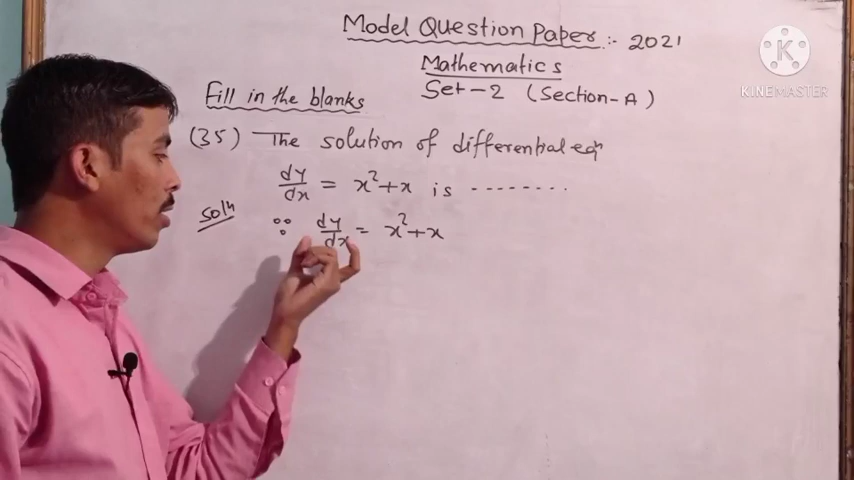 Model Question Paper :- 2021
Mathematics
Set-2 (Section-A)
Fill in the blanks
(35) The solution of differential eqn
dy/dx = x²+x is --------
Soln ∵ dy/dx = x²+x
K
KINEMASTER